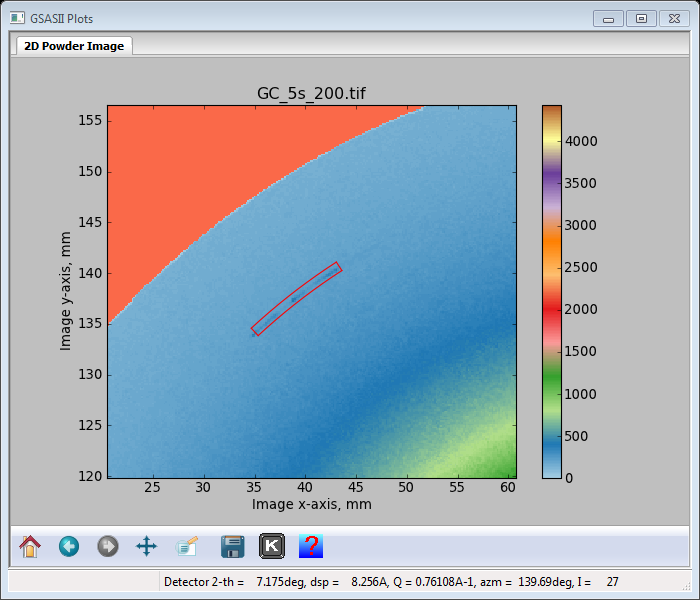 GSASII Plots
2D Powder Image
GC_5s_200.tif
155
150
145
140
135
130
125
120
Image y-axis, mm
25 30 35 40 45 50 55 60
Image x-axis, mm
4000
3500
3000
2500
2000
1500
1000
500
0
K
?
Detector 2-th = 7.175deg, dsp = 8.256A, Q = 0.76108A-1, azm = 139.69deg, I = 27